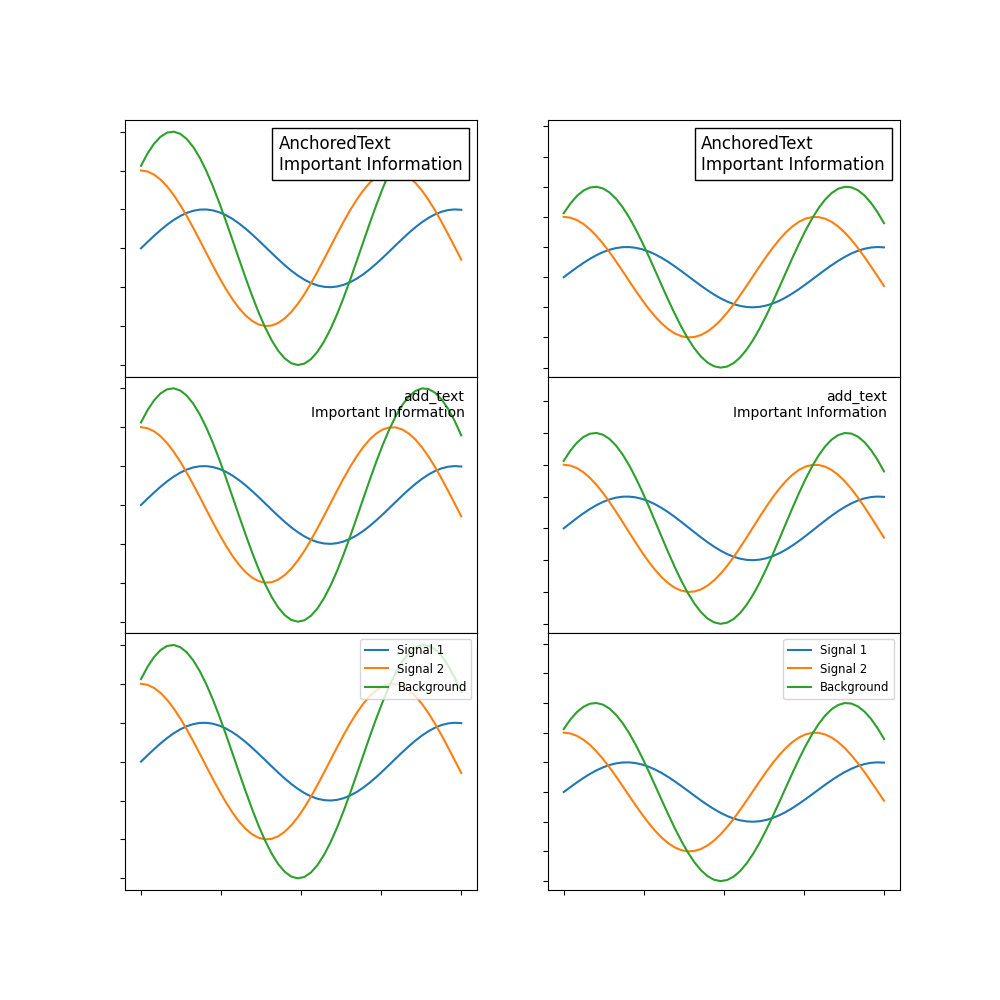 AnchoredText
Important Information
AnchoredText
Important Information
add_text
Important Information
add_text
Important Information
Signal 1
Signal 2
Background
Signal 1
Signal 2
Background